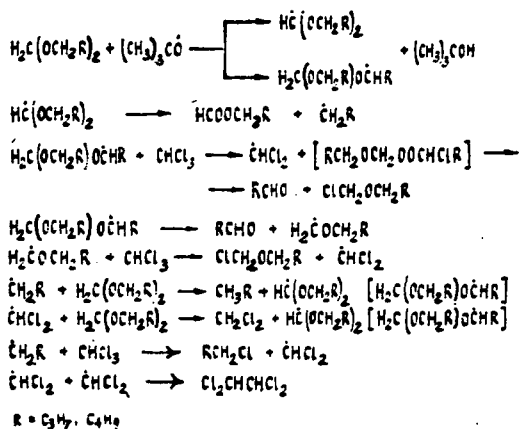 HĊ(OCH₂R)₂
H₂C(OCH₂R)₂ + (CH₃)₃CȮ ⟶ + (CH₃)₃COH
H₂C(OCH₂R)OĊHR
HĊ(OCH₂R)₂ ⟶ HCOOCH₂R + ĊH₂R
H₂C(OCH₂R)OĊHR + CHCl₃ ⟶ ĊHCl₂ + [RCH₂OCH₂OOCHClR] ⟶
⟶ RCHO + ClCH₂OCH₂R
H₂C(OCH₂R)OĊHR ⟶ RCHO + H₂ĊOCH₂R
H₂ĊOCH₂R + CHCl₃ ⟶ ClCH₂OCH₂R + ĊHCl₂
ĊH₂R + H₂C(OCH₂R)₂ ⟶ CH₃R + HĊ(OCH₂R)₂ [H₂C(OCH₂R)OĊHR]
ĊHCl₂ + H₂C(OCH₂R)₂ ⟶ CH₂Cl₂ + HĊ(OCH₂R)₂ [H₂C(OCH₂R)OĊHR]
ĊH₂R + CHCl₃ ⟶ RCH₂Cl + ĊHCl₂
ĊHCl₂ + ĊHCl₂ ⟶ Cl₂CHCHCl₂
R = C₃H₇, C₄H₉